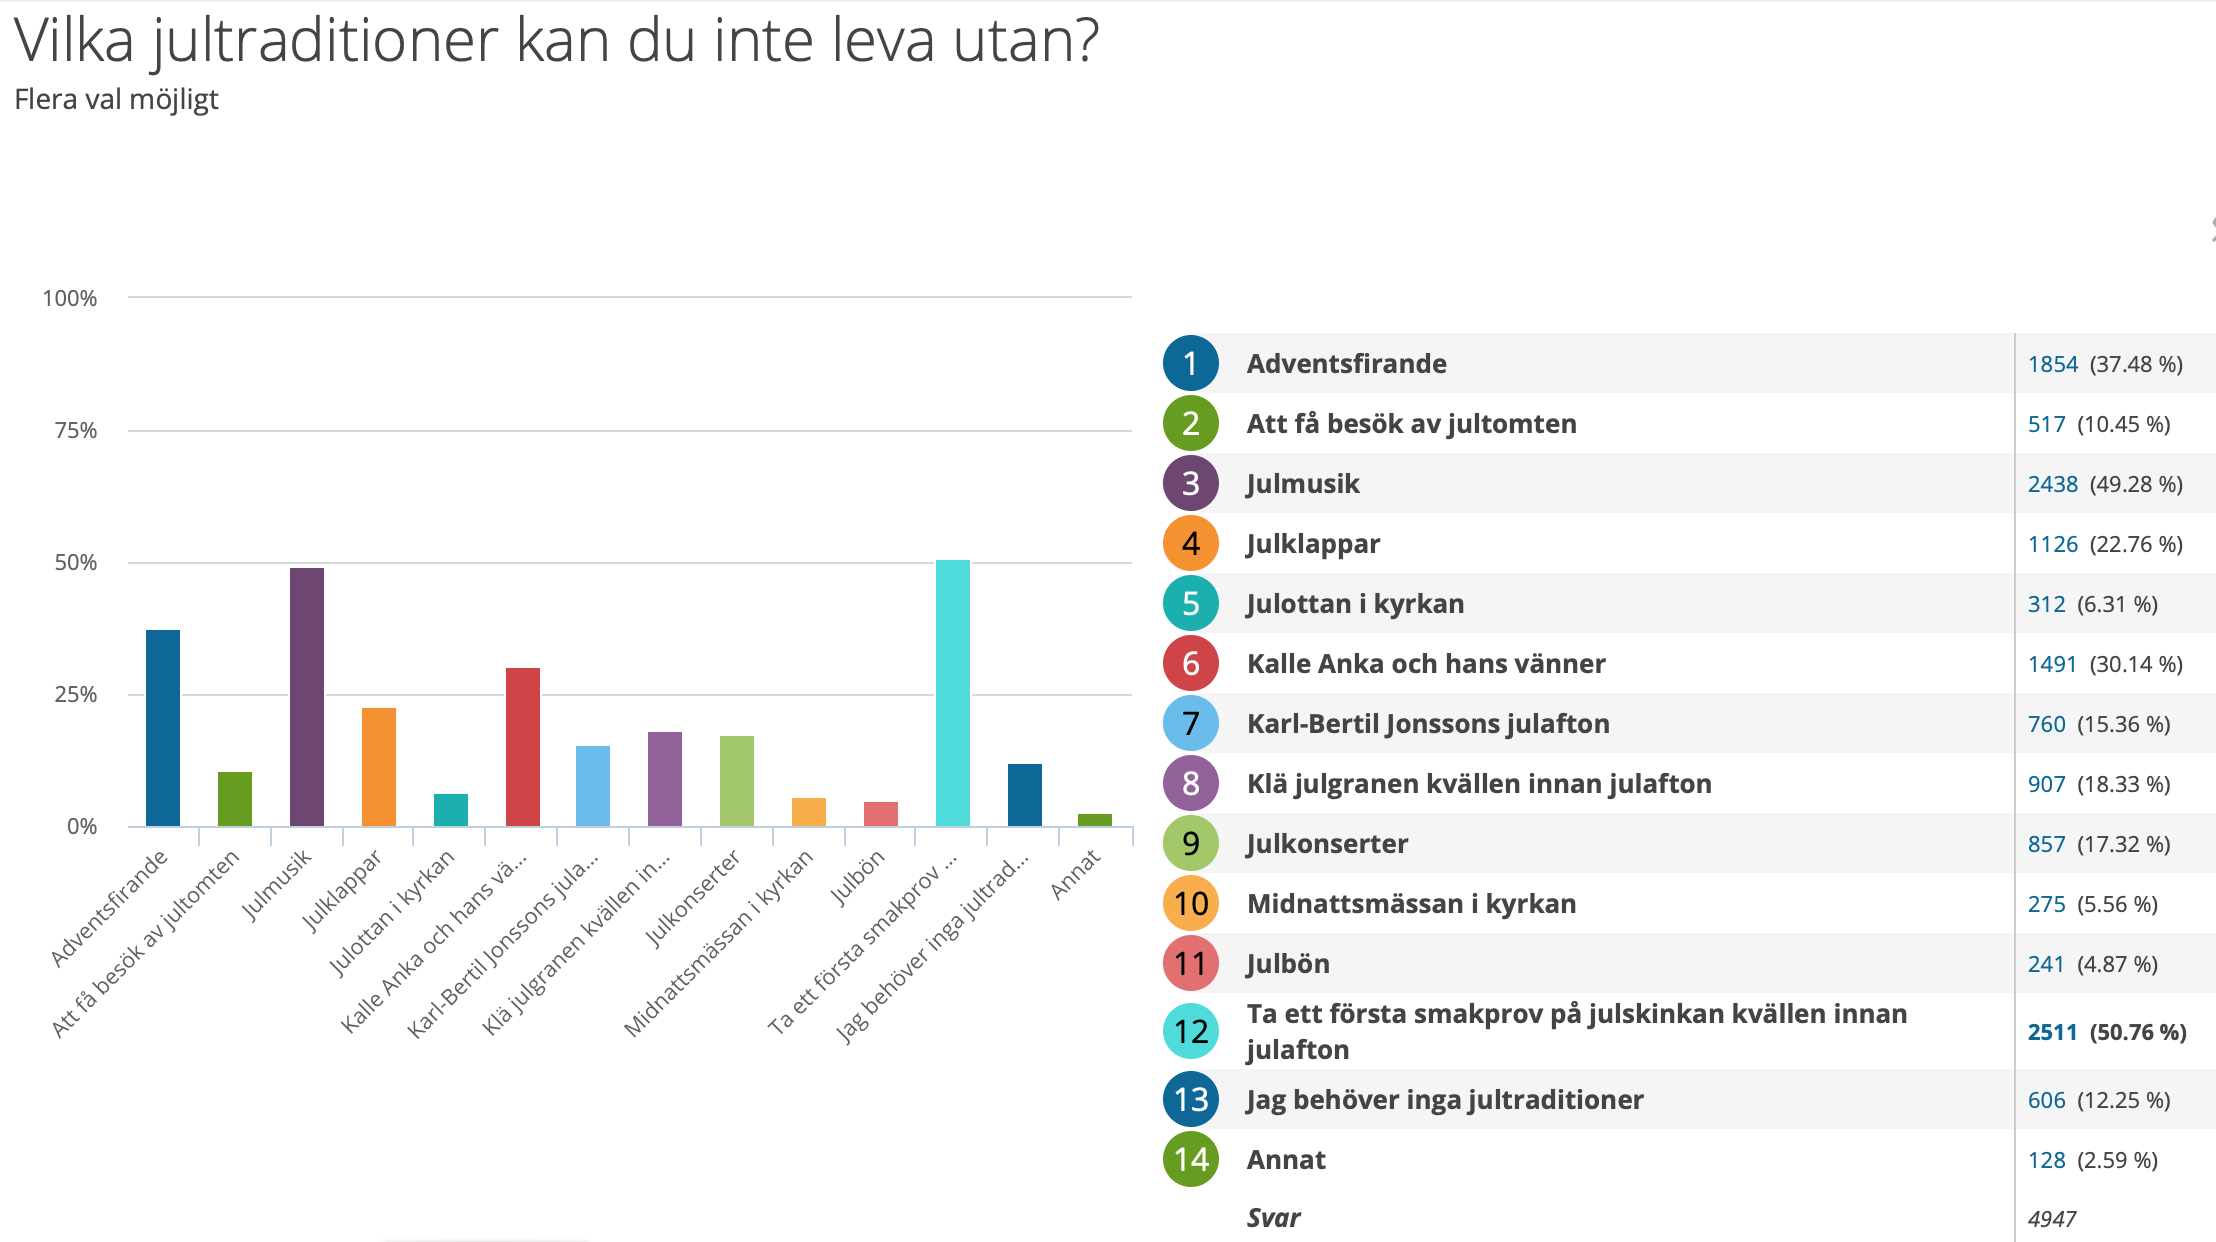 Vilka jultraditioner kan du inte leva utan?
Flera val möjligt
100%
75%
50%
25%
0%
Adventsfirande
Att få besök av jultomten
Julmusik
Julklappar
Julottan i kyrkan
Kalle Anka och hans vä...
Karl-Bertil Jonssons jula...
Klä julgranen kvällen in...
Julkonserter
Midnattsmässan i kyrkan
Julbön
Ta ett första smakprov ...
Jag behöver inga jultrad...
Annat
1 Adventsfirande 1854 (37.48 %)
2 Att få besök av jultomten 517 (10.45 %)
3 Julmusik 2438 (49.28 %)
4 Julklappar 1126 (22.76 %)
5 Julottan i kyrkan 312 (6.31 %)
6 Kalle Anka och hans vänner 1491 (30.14 %)
7 Karl-Bertil Jonssons julafton 760 (15.36 %)
8 Klä julgranen kvällen innan julafton 907 (18.33 %)
9 Julkonserter 857 (17.32 %)
10 Midnattsmässan i kyrkan 275 (5.56 %)
11 Julbön 241 (4.87 %)
12 Ta ett första smakprov på julskinkan kvällen innan
julafton 2511 (50.76 %)
13 Jag behöver inga jultraditioner 606 (12.25 %)
14 Annat 128 (2.59 %)
Svar 4947